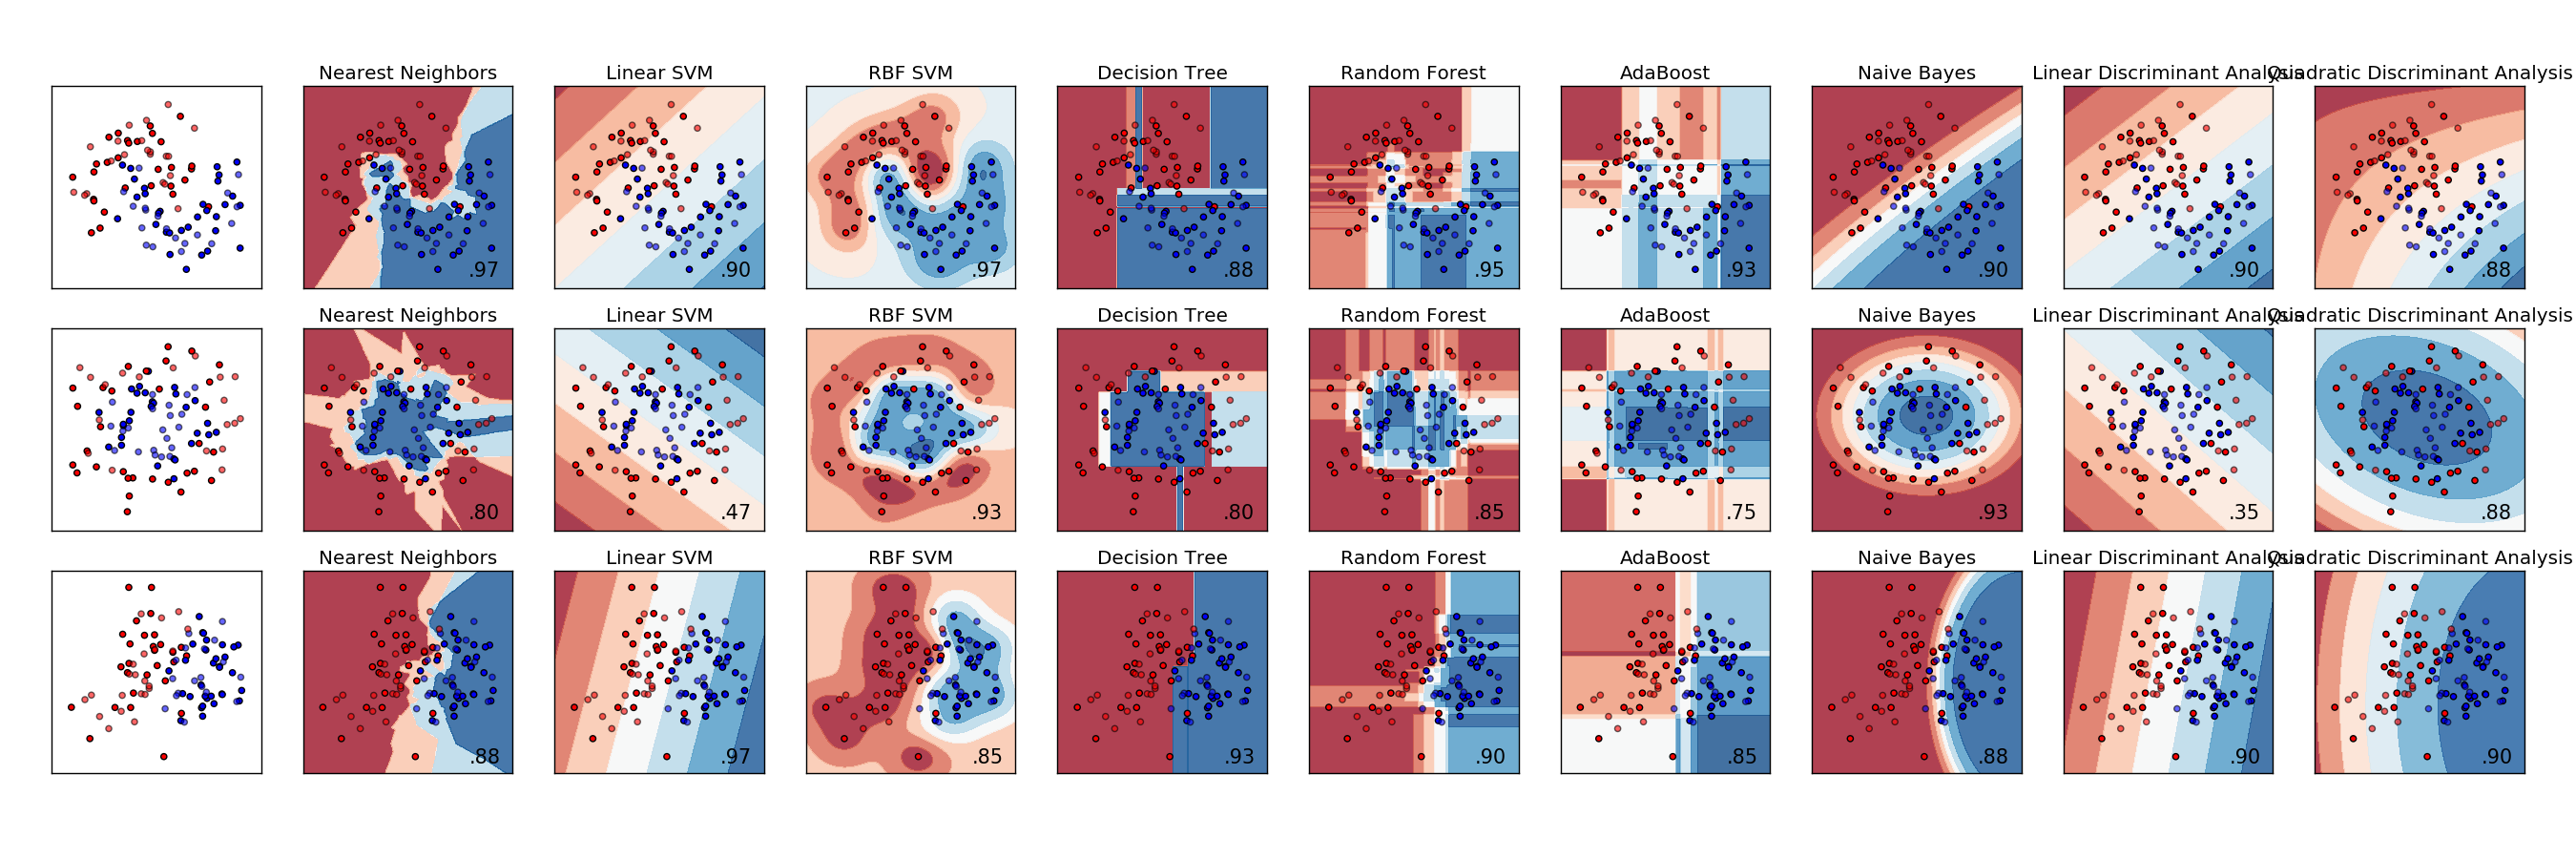 Nearest Neighbors Linear SVM RBF SVM Decision Tree Random Forest AdaBoost Naive Bayes Linear Discriminant Analysis Quadratic Discriminant Analysis
.97 .90 .97 .88 .95 .93 .90 .90 .88
Nearest Neighbors Linear SVM RBF SVM Decision Tree Random Forest AdaBoost Naive Bayes Linear Discriminant Analysis Quadratic Discriminant Analysis
.80 .47 .93 .80 .85 .75 .93 .35 .88
Nearest Neighbors Linear SVM RBF SVM Decision Tree Random Forest AdaBoost Naive Bayes Linear Discriminant Analysis Quadratic Discriminant Analysis
.88 .97 .85 .93 .90 .85 .88 .90 .90